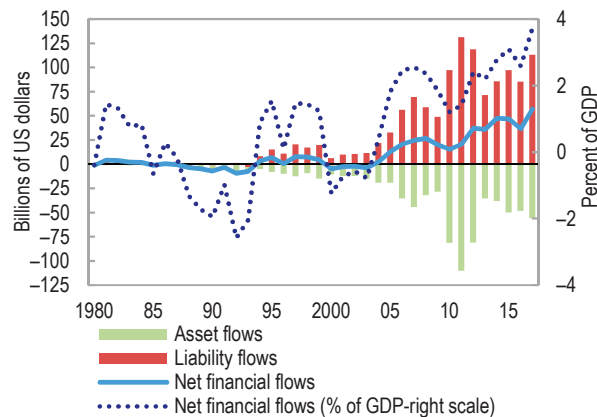 Billions of US dollars
150
125
100
75
50
25
0
–25
–50
–75
–100
–125
4
2
0
–2
–4
Percent of GDP
1980 85 90 95 2000 05 10 15
Asset flows
Liability flows
Net financial flows
Net financial flows (% of GDP-right scale)